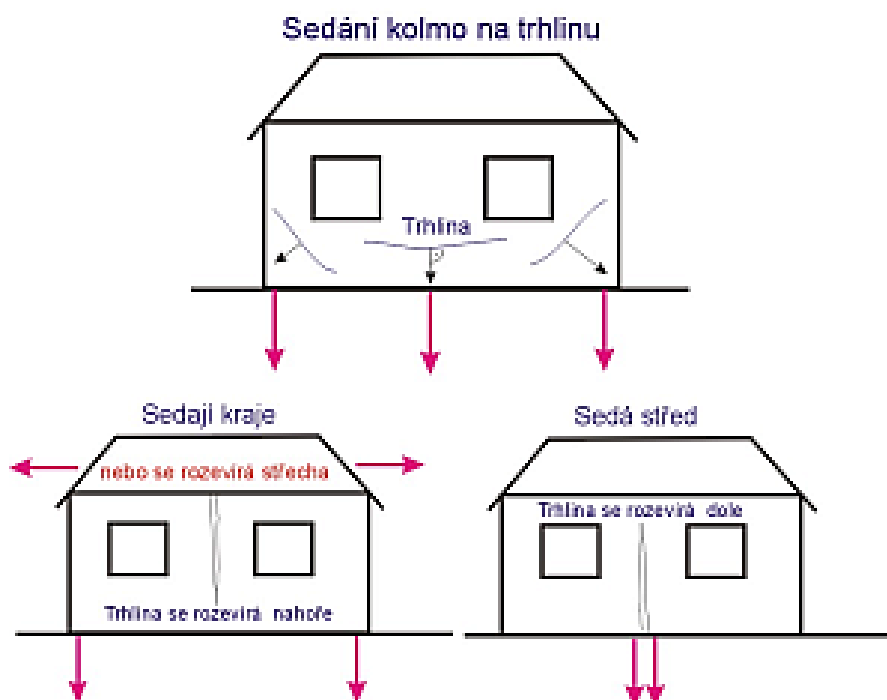 Sedání kolmo na trhlinu
Trhlina
Sedají kraje
nebo se rozevírá střecha
Trhlina se rozevírá nahoře
Sedá střed
Trhlina se rozevírá dole